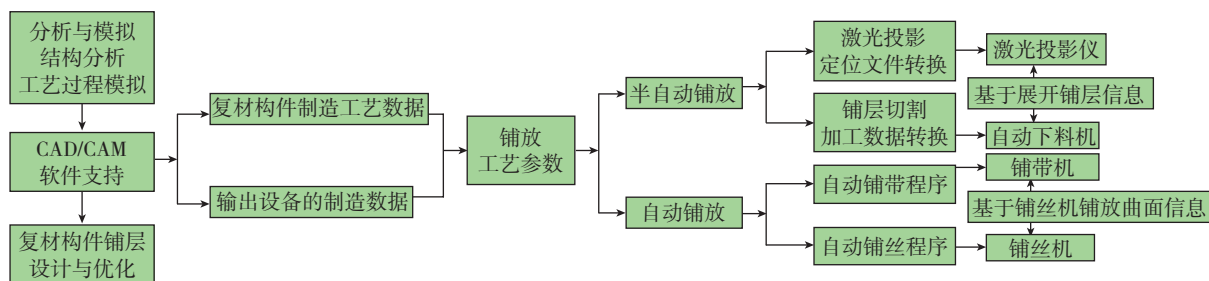 分析与模拟
结构分析
工艺过程模拟
CAD/CAM
软件支持
复材构件铺层
设计与优化
复材构件制造工艺数据
输出设备的制造数据
铺放
工艺参数
半自动铺放
自动铺放
激光投影
定位文件转换
铺层切割
加工数据转换
自动铺带程序
自动铺丝程序
激光投影仪
基于展开铺层信息
自动下料机
铺带机
基于铺丝机铺放曲面信息
铺丝机